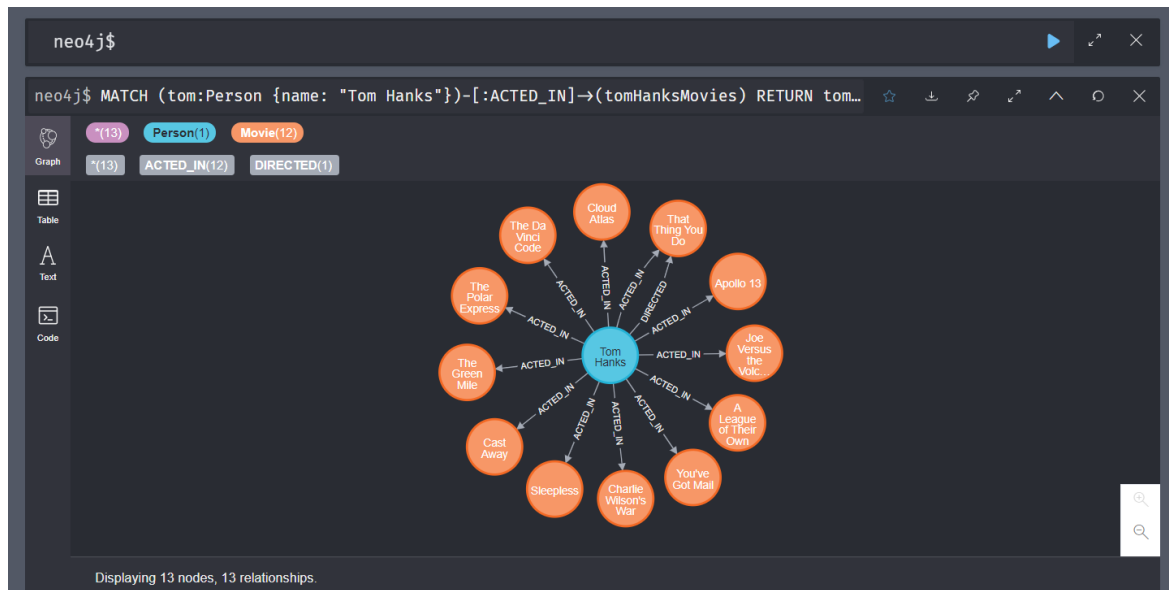 neo4j$
neo4j$ MATCH (tom:Person {name: "Tom Hanks"})-[:ACTED_IN]→(tomHanksMovies) RETURN tom…
Graph
*(13) Person(1) Movie(12)
*(13) ACTED_IN(12) DIRECTED(1)
Table
Text
Code
Cloud
Atlas
That
Thing You
Do
The Da
Vinci
Code
Apollo 13
The
Polar
Express
Joe
Versus
the
Volc...
The
Green
Mile
A
League
of Their
Own
Cast
Away
You've
Got Mail
Sleepless
Charlie
Wilson's
War
Tom
Hanks
ACTED_IN
ACTED_IN
DIRECTED
ACTED_IN
ACTED_IN
ACTED_IN
ACTED_IN
ACTED_IN
ACTED_IN
ACTED_IN
ACTED_IN
ACTED_IN
ACTED_IN
Displaying 13 nodes, 13 relationships.